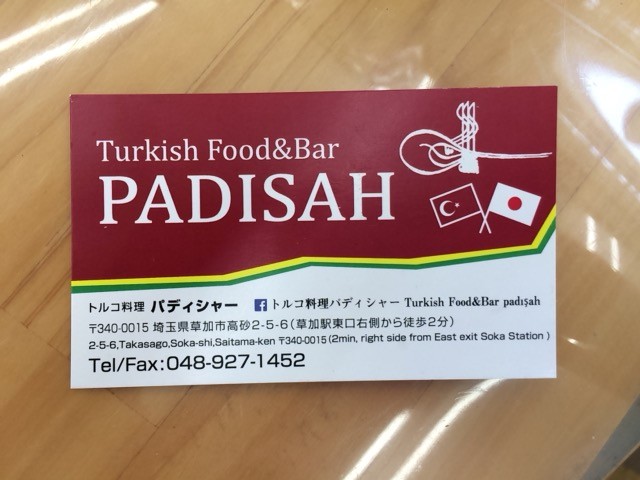 Turkish Food&Bar
PADISAH
トルコ料理 パディシャー
トルコ料理パディシャー Turkish Food&Bar padışah
〒340-0015 埼玉県草加市高砂2-5-6(草加駅東口右側から徒歩2分)
2-5-6,Takasago,Soka-shi,Saitama-ken 〒340-0015 (2min, right side from East exit Soka Station )
Tel/Fax:048-927-1452